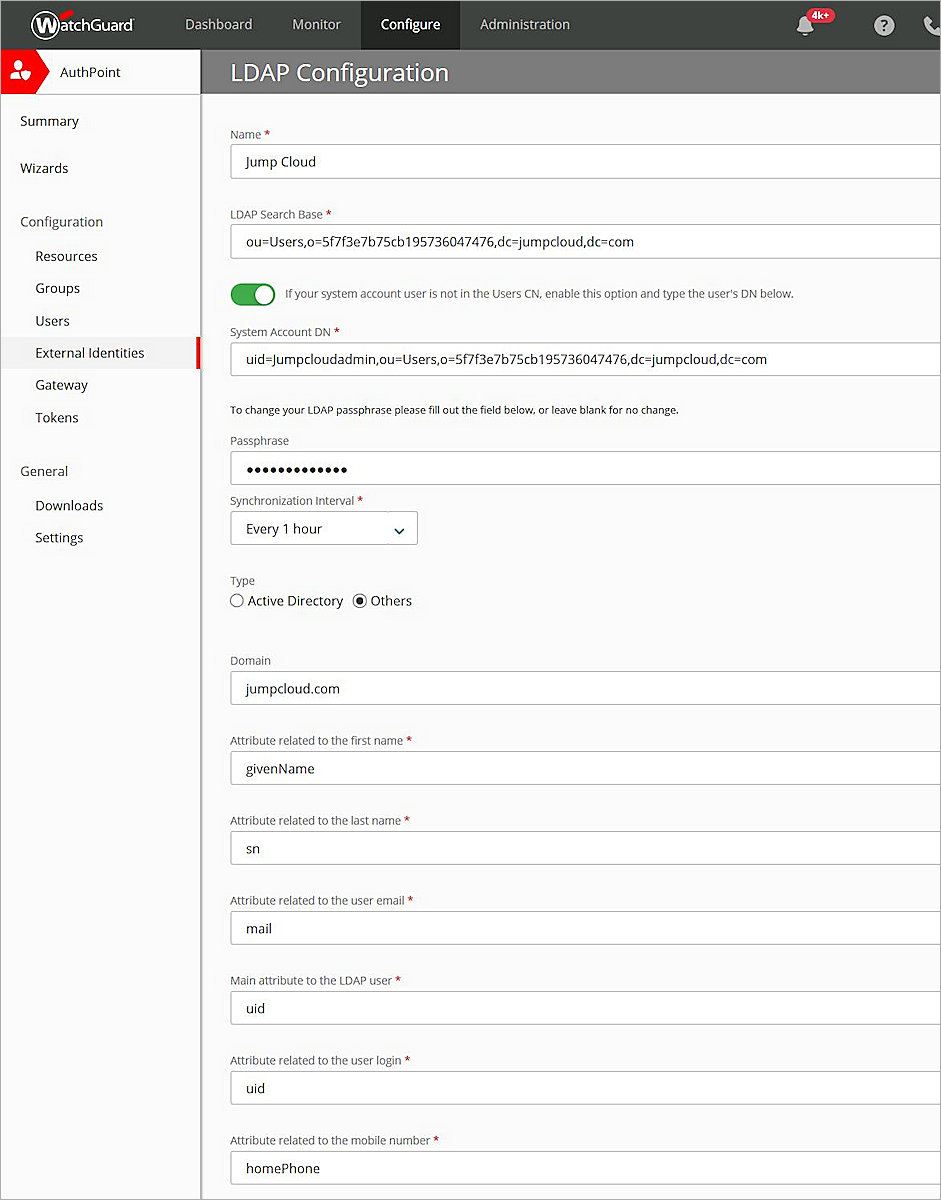 WatchGuard
Dashboard
Monitor
Configure
Administration
4k+
?
AuthPoint
LDAP Configuration
Summary
Wizards
Configuration
Resources
Groups
Users
External Identities
Gateway
Tokens
General
Downloads
Settings
Name *
Jump Cloud
LDAP Search Base *
ou=Users,o=5f7f3e7b75cb195736047476,dc=jumpcloud,dc=com
If your system account user is not in the Users CN, enable this option and type the user's DN below.
System Account DN *
uid=Jumpcloudadmin,ou=Users,o=5f7f3e7b75cb195736047476,dc=jumpcloud,dc=com
To change your LDAP passphrase please fill out the field below, or leave blank for no change.
Passphrase
•••••••••••••
Synchronization Interval *
Every 1 hour
Type
Active Directory
Others
Domain
jumpcloud.com
Attribute related to the first name *
givenName
Attribute related to the last name *
sn
Attribute related to the user email *
mail
Main attribute to the LDAP user *
uid
Attribute related to the user login *
uid
Attribute related to the mobile number *
homePhone